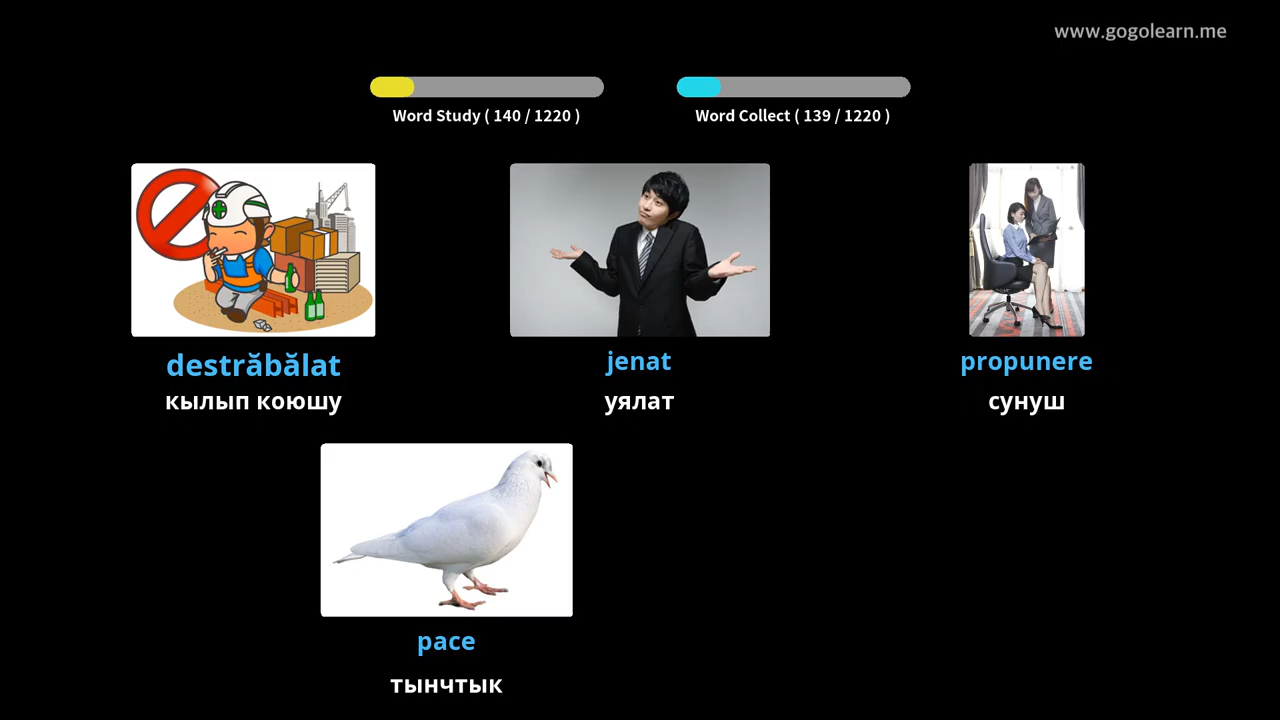 www.gogolearn.me
Word Study ( 140 / 1220 )
Word Collect ( 139 / 1220 )
destrăbălat
jenat
propunere
кылып коюшу
уялат
сунуш
pace
тынчтык